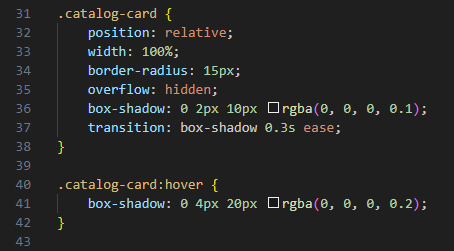 31 .catalog-card {
32     position: relative;
33     width: 100%;
34     border-radius: 15px;
35     overflow: hidden;
36     box-shadow: 0 2px 10px rgba(0, 0, 0, 0.1);
37     transition: box-shadow 0.3s ease;
38 }
39
40 .catalog-card:hover {
41     box-shadow: 0 4px 20px rgba(0, 0, 0, 0.2);
42 }
43